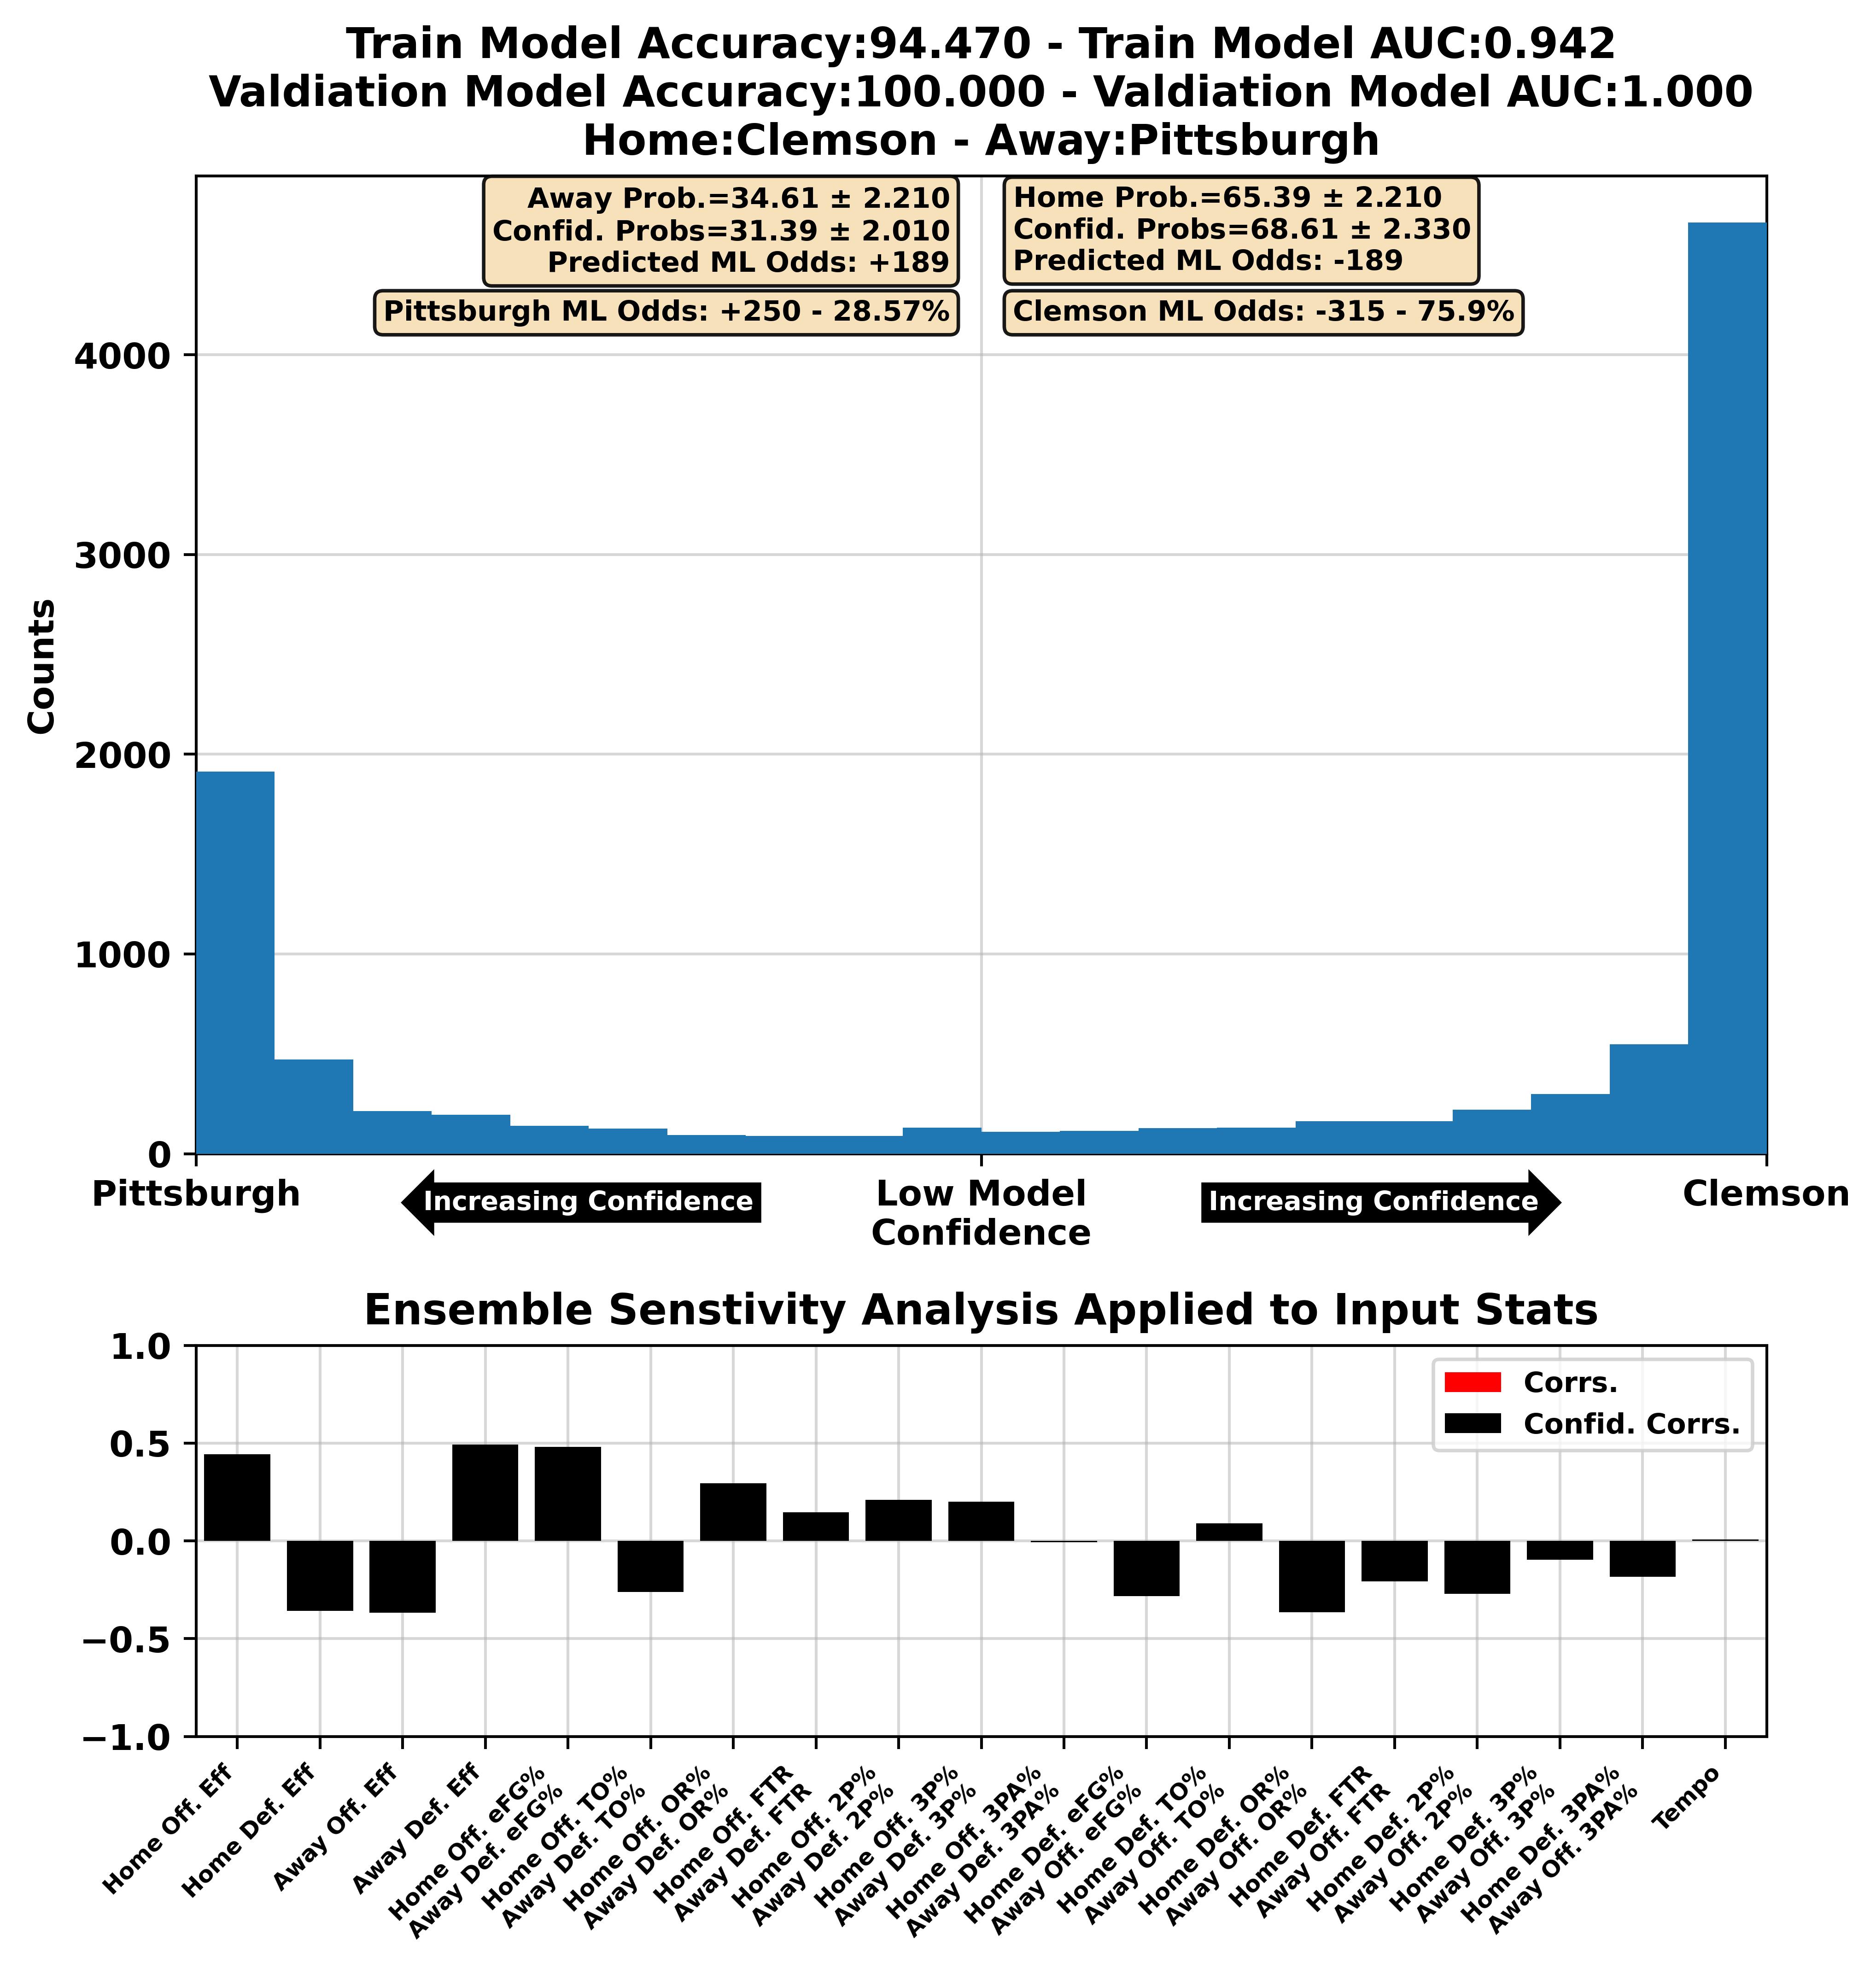 Train Model Accuracy:94.470 - Train Model AUC:0.942
Valdiation Model Accuracy:100.000 - Valdiation Model AUC:1.000
Home:Clemson - Away:Pittsburgh
Away Prob.=34.61 ± 2.210
Confid. Probs=31.39 ± 2.010
Predicted ML Odds: +189
Pittsburgh ML Odds: +250 - 28.57%
Home Prob.=65.39 ± 2.210
Confid. Probs=68.61 ± 2.330
Predicted ML Odds: -189
Clemson ML Odds: -315 - 75.9%
Counts
4000
3000
2000
1000
0
Pittsburgh
Increasing Confidence
Low Model
Confidence
Increasing Confidence
Clemson
Ensemble Senstivity Analysis Applied to Input Stats
1.0
0.5
0.0
−0.5
−1.0
Corrs.
Confid. Corrs.
Home Off. Eff
Home Def. Eff
Away Off. Eff
Away Def. Eff
Home Off. eFG%
Away Def. eFG%
Home Off. TO%
Away Def. TO%
Home Off. OR%
Away Def. OR%
Home Off. FTR
Away Def. FTR
Home Off. 2P%
Away Def. 2P%
Home Off. 3P%
Away Def. 3P%
Home Off. 3PA%
Away Def. 3PA%
Home Def. eFG%
Away Off. eFG%
Home Def. TO%
Away Off. TO%
Home Def. OR%
Away Off. OR%
Home Def. FTR
Away Off. FTR
Home Def. 2P%
Away Off. 2P%
Home Def. 3P%
Away Off. 3P%
Home Def. 3PA%
Away Off. 3PA%
Tempo